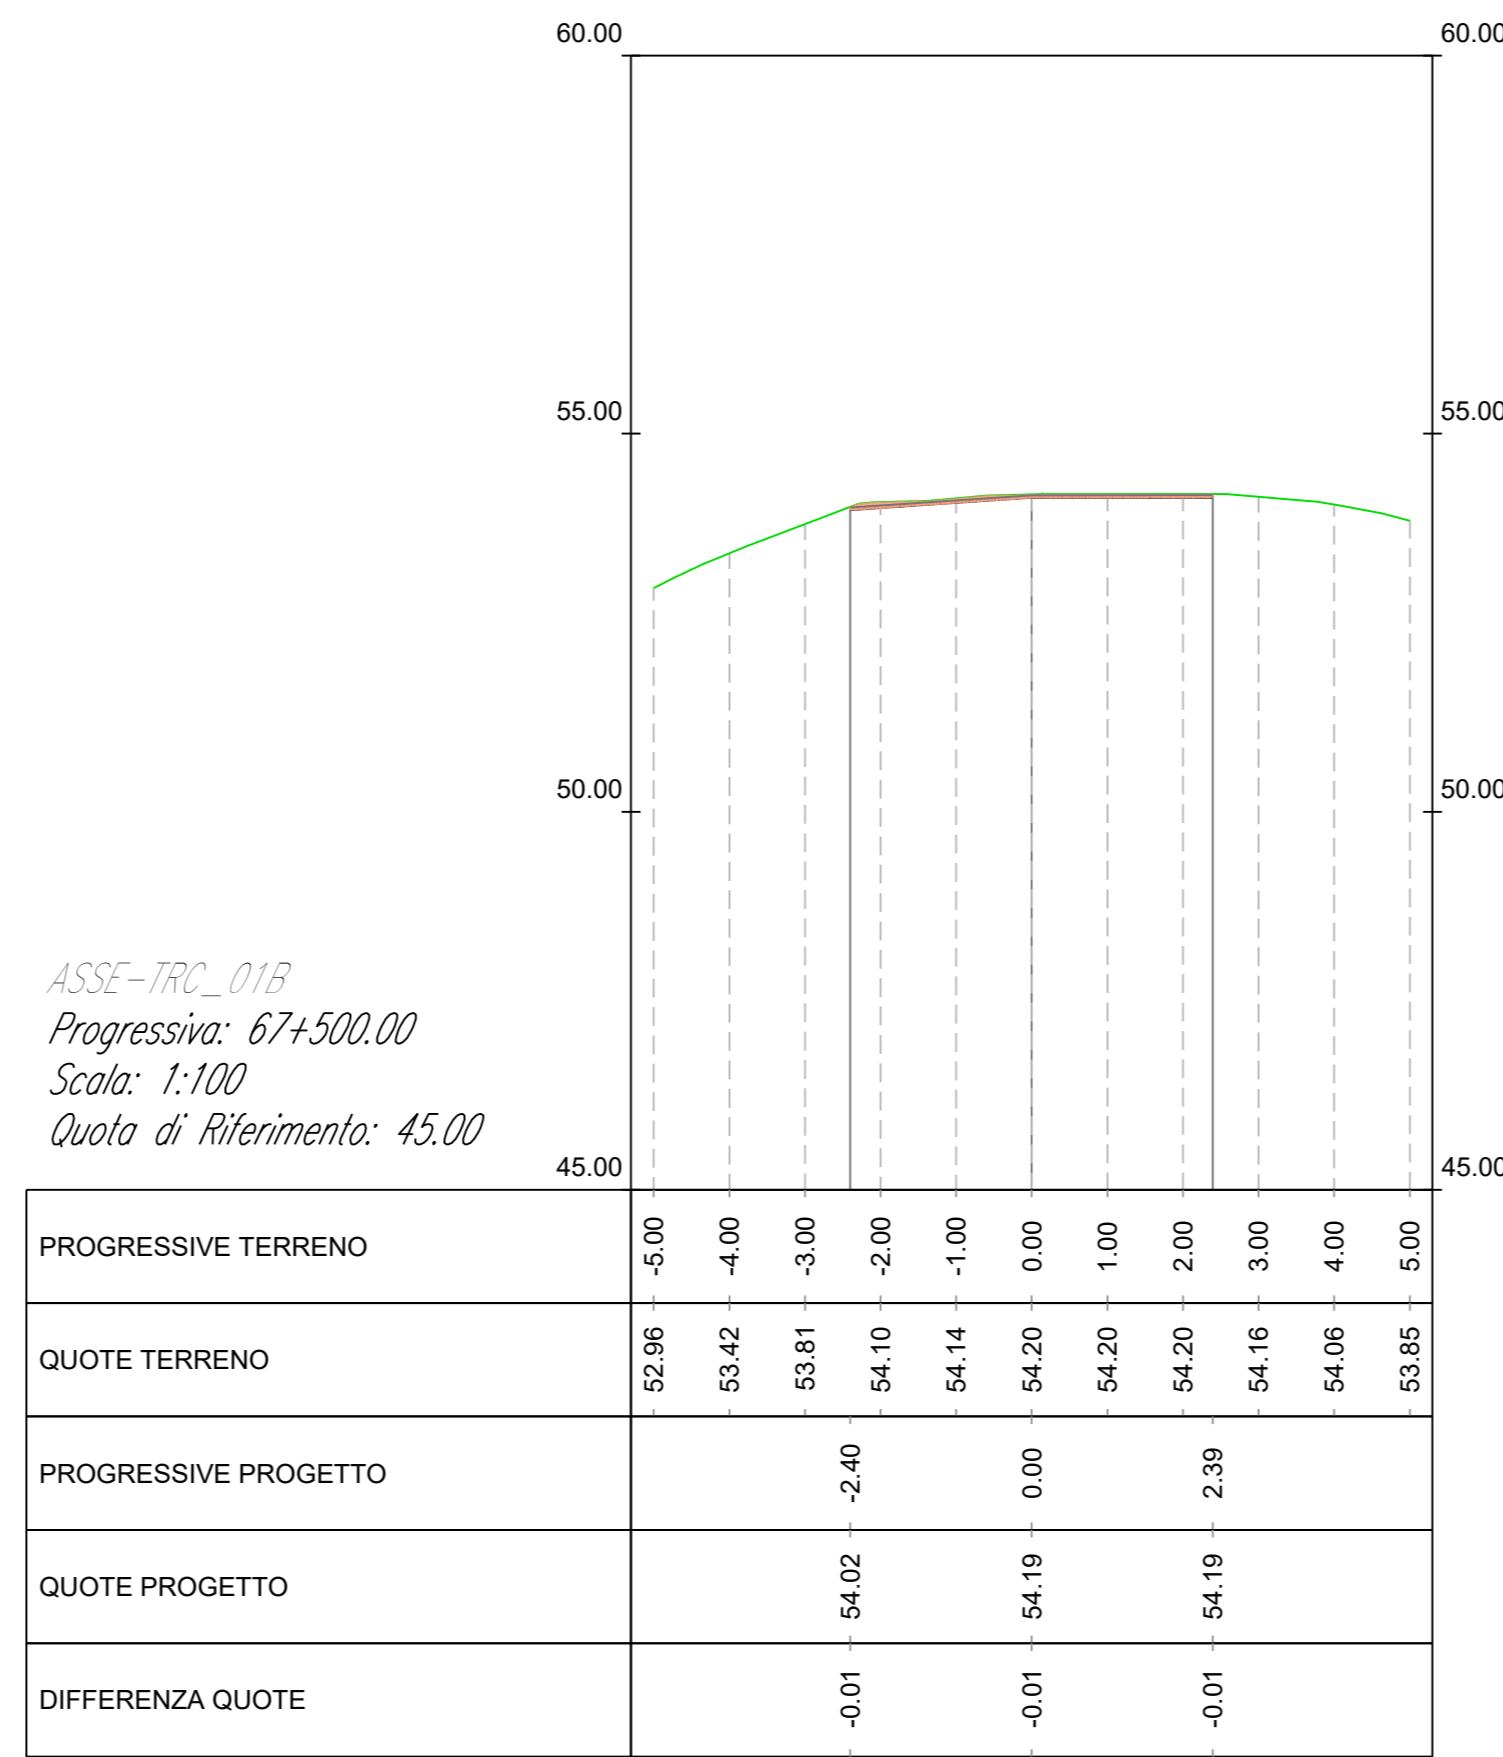 60.00 60.00
55.00 55.00
50.00 50.00
ASSE-TRC_01B
Progressiva: 67+500.00
Scala: 1:100
Quota di Riferimento: 45.00
45.00 45.00
PROGRESSIVE TERRENO -5.00 -4.00 -3.00 -2.00 -1.00 0.00 1.00 2.00 3.00 4.00 5.00
QUOTE TERRENO 52.96 53.42 53.81 54.10 54.14 54.20 54.20 54.20 54.16 54.06 53.85
PROGRESSIVE PROGETTO -2.40 0.00 2.39
QUOTE PROGETTO 54.02 54.19 54.19
DIFFERENZA QUOTE -0.01 -0.01 -0.01